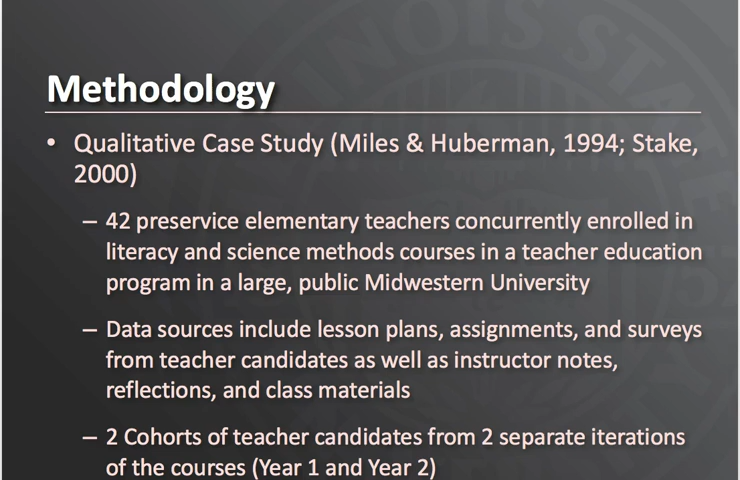 ILLINOIS STATE
Methodology
• Qualitative Case Study (Miles & Huberman, 1994; Stake,
2000)
– 42 preservice elementary teachers concurrently enrolled in
literacy and science methods courses in a teacher education
program in a large, public Midwestern University
– Data sources include lesson plans, assignments, and surveys
from teacher candidates as well as instructor notes,
reflections, and class materials
– 2 Cohorts of teacher candidates from 2 separate iterations
of the courses (Year 1 and Year 2)